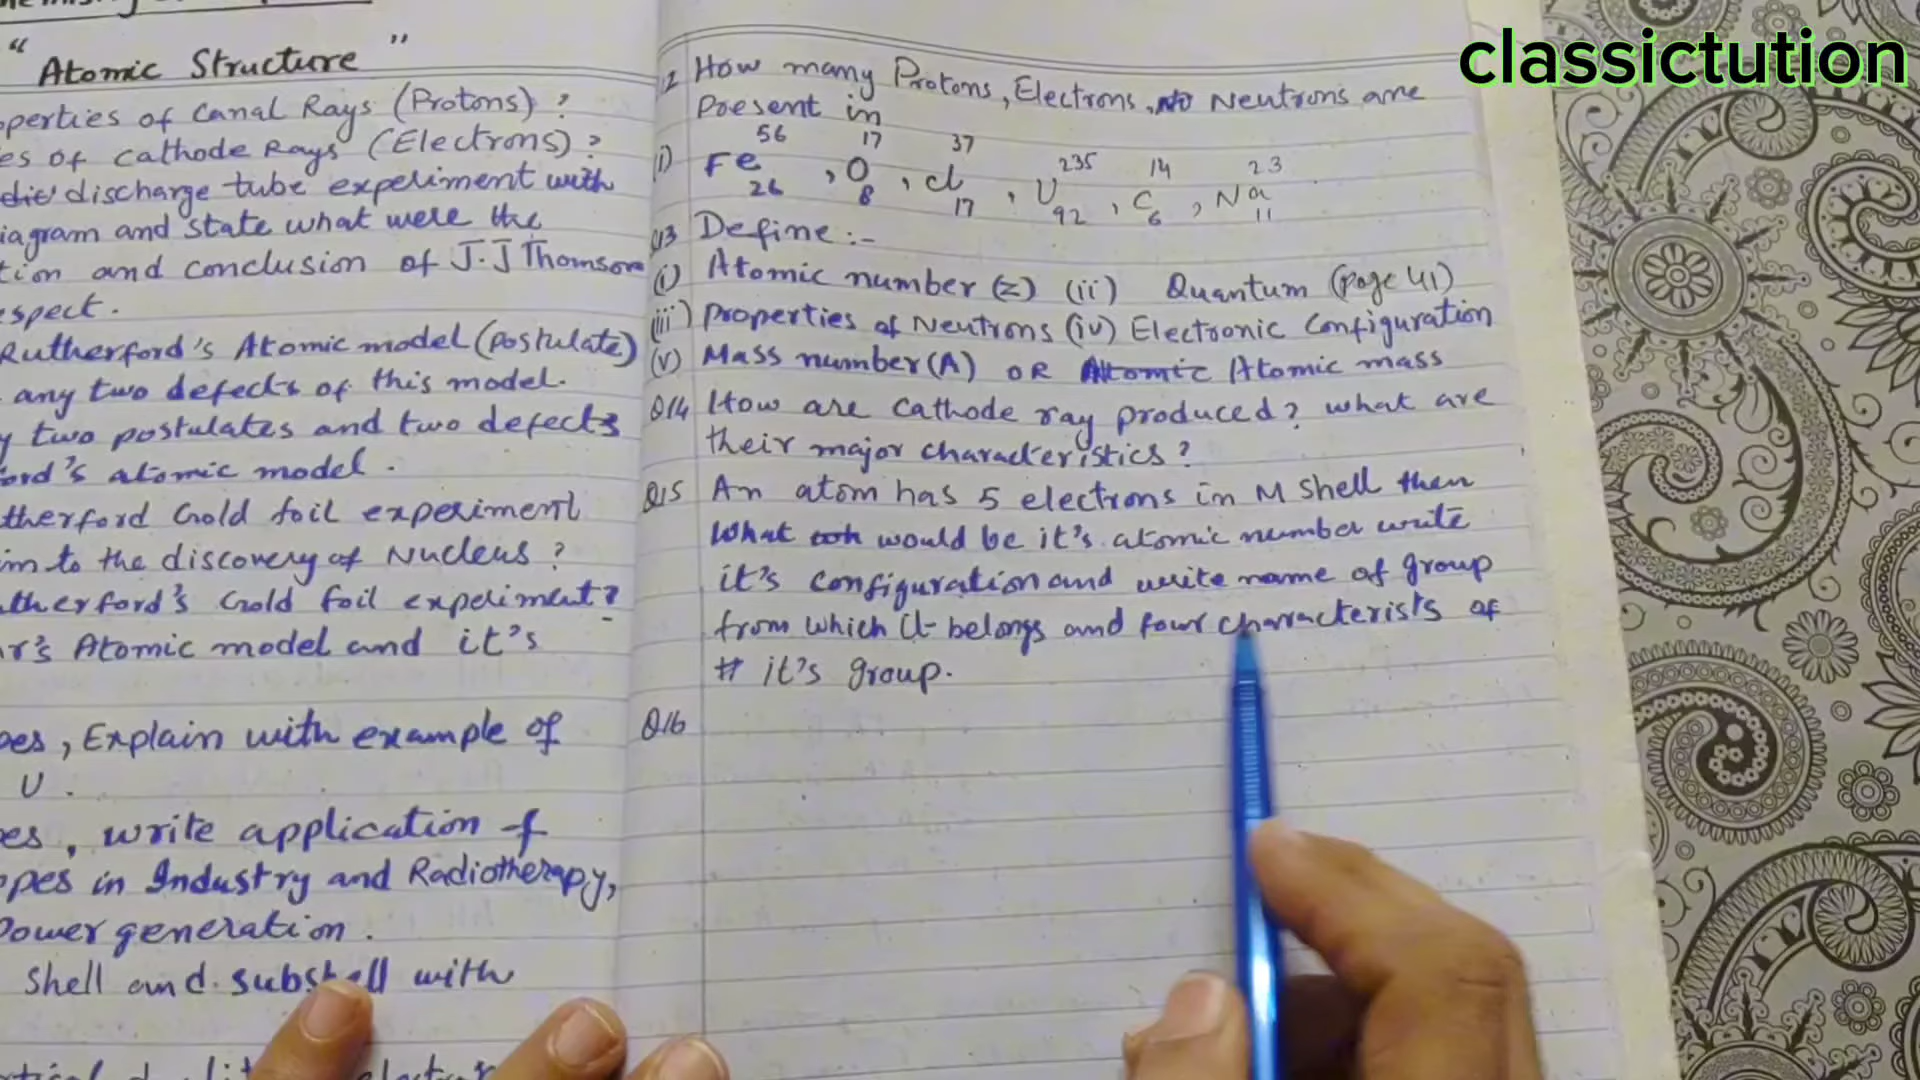 classictution
" Atomic Structure "
operties of Canal Rays (Protons) ?
es of Cathode Rays (Electrons) ?
discharge tube experiment with
iagram and state what were the
tion and conclusion of J.J Thomson
espect.
Rutherford's Atomic model (Postulate)
any two defects of this model.
y two postulates and two defects
ford's atomic model.
therford Gold foil experiment
im to the discovery of Nucleus ?
therford's Gold foil experiment ?
r's Atomic model and it's
pes, Explain with example of
U.
es, write application of
opes in Industry and Radiotherapy,
Power generation.
Shell and subshell with
12 How many Protons, Electrons, No Neutrons are
Present in
56 17 37 235 14 23
(i) Fe , O , Cl , U , C , Na
26 8 17 92 6 11
Q13 Define :-
(i) Atomic number (z) (ii) Quantum (page 41)
(iii) Properties of Neutrons (iv) Electronic Configuration
(v) Mass number (A) OR Atomic Atomic mass
Q14 How are Cathode ray produced? what are
their major characteristics?
Q15 An atom has 5 electrons in M shell then
What would be it's atomic number write
it's configuration and write name of group
from which it belongs and four characterists of
it's group.
Q16